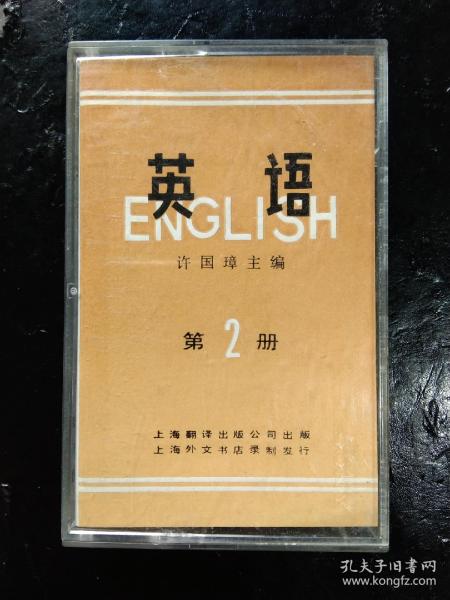 英语
ENGLISH
许国璋主编
第2册
上海翻译出版公司出版
上海外文书店录制发行
孔夫子旧书网
www.kongfz.com